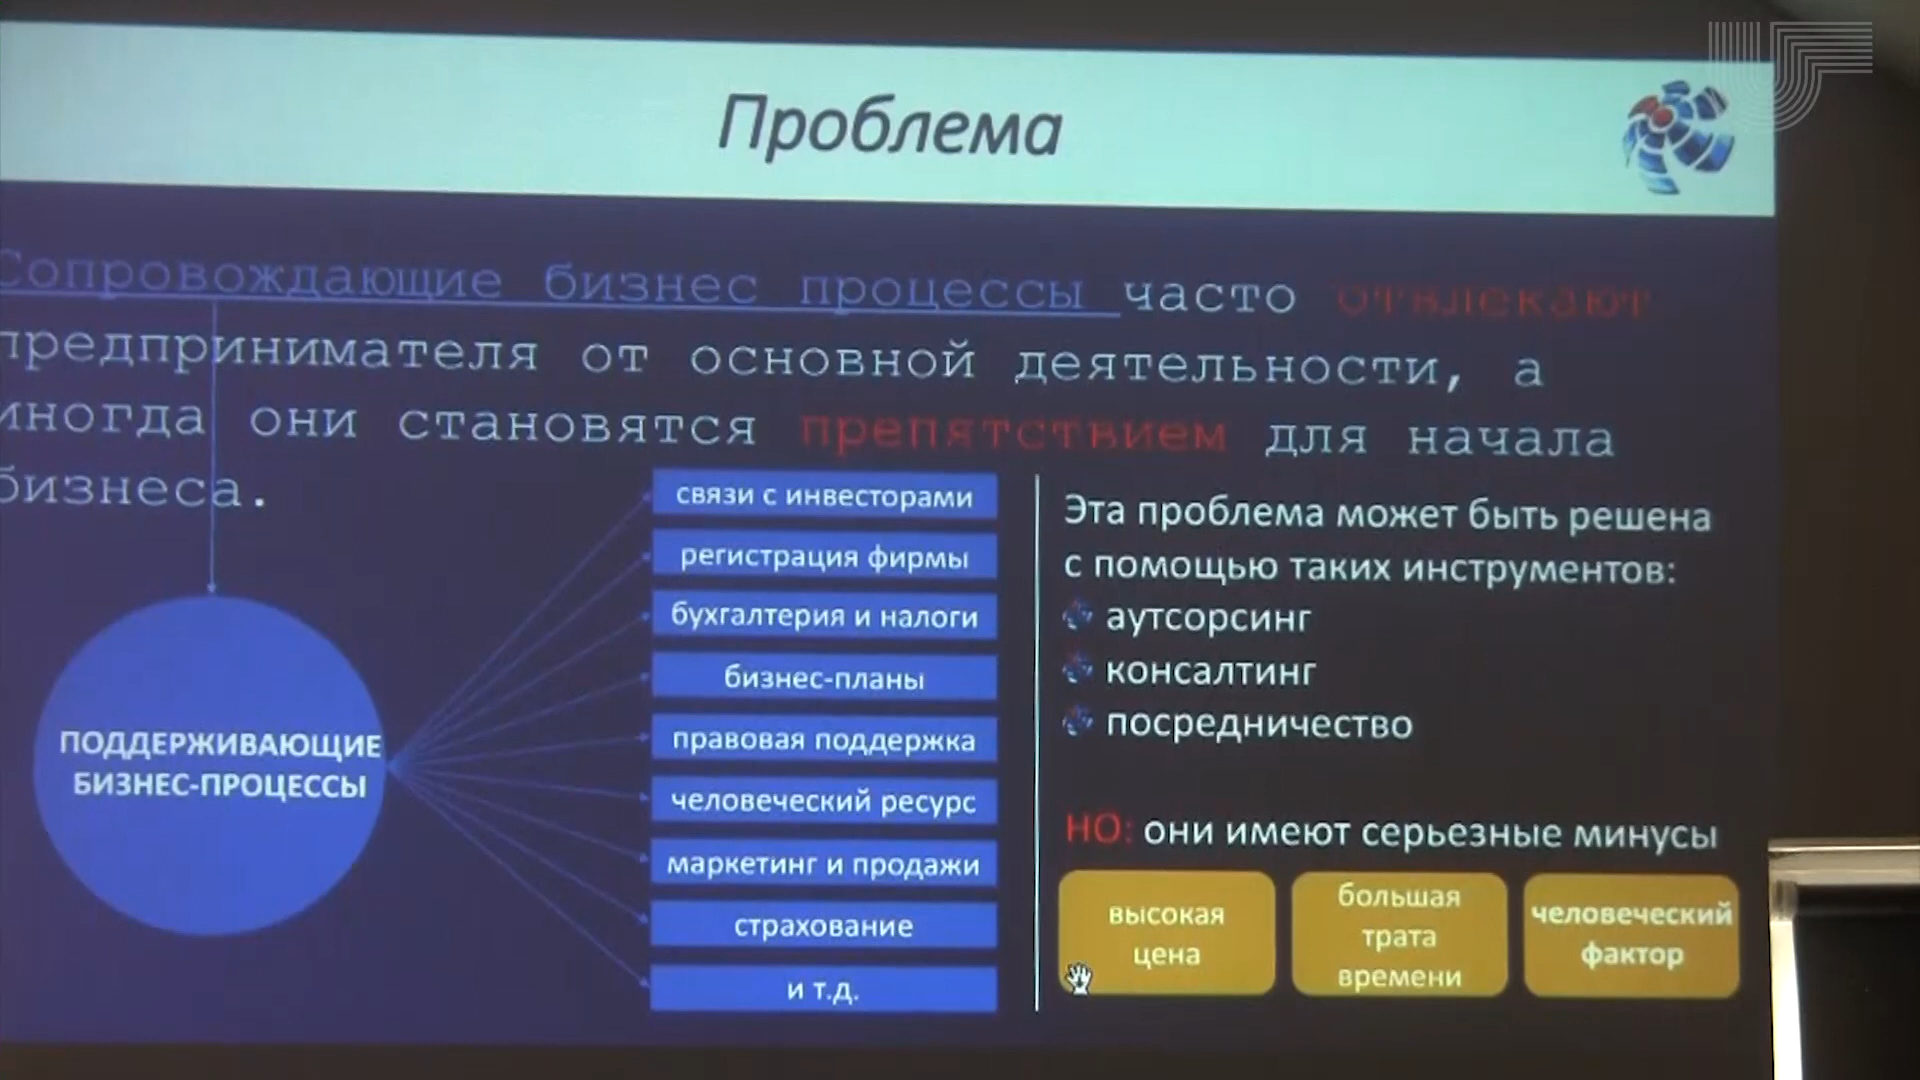 Проблема
Сопровождающие бизнес процессы часто отвлекают
предпринимателя от основной деятельности, а
иногда они становятся препятствием для начала
бизнеса.
ПОДДЕРЖИВАЮЩИЕ
БИЗНЕС-ПРОЦЕССЫ
связи с инвесторами
регистрация фирмы
бухгалтерия и налоги
бизнес-планы
правовая поддержка
человеческий ресурс
маркетинг и продажи
страхование
и т.д.
Эта проблема может быть решена
с помощью таких инструментов:
аутсорсинг
консалтинг
посредничество
НО: они имеют серьезные минусы
высокая
цена
большая
трата
времени
человеческий
фактор